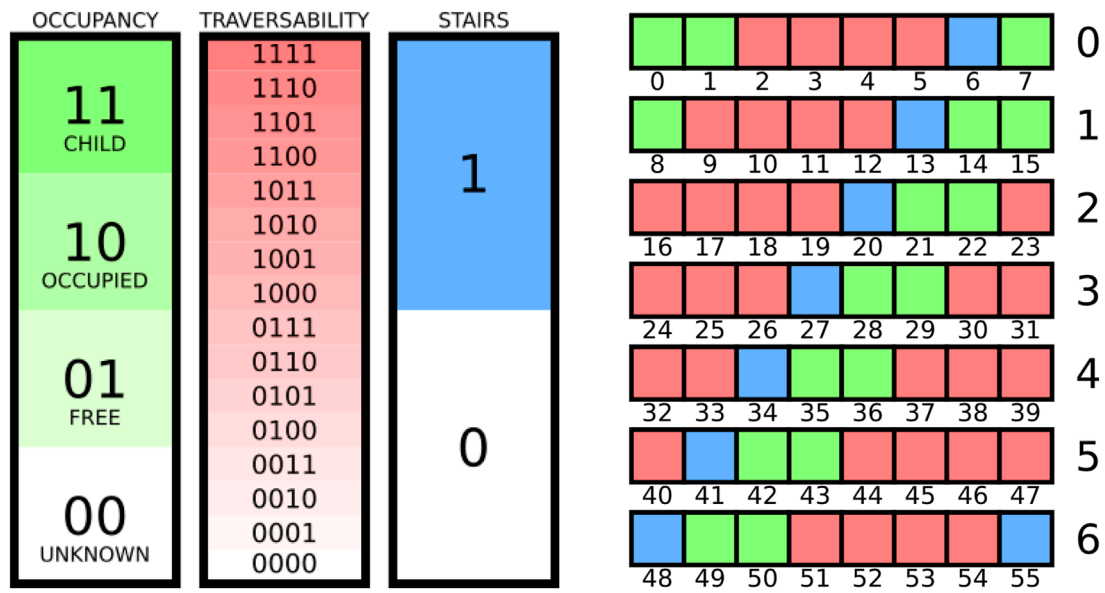 OCCUPANCY
11
CHILD
10
OCCUPIED
01
FREE
00
UNKNOWN
TRAVERSABILITY
1111
1110
1101
1100
1011
1010
1001
1000
0111
0110
0101
0100
0011
0010
0001
0000
STAIRS
1
0
0
0 1 2 3 4 5 6 7
1
8 9 10 11 12 13 14 15
2
16 17 18 19 20 21 22 23
3
24 25 26 27 28 29 30 31
4
32 33 34 35 36 37 38 39
5
40 41 42 43 44 45 46 47
6
48 49 50 51 52 53 54 55